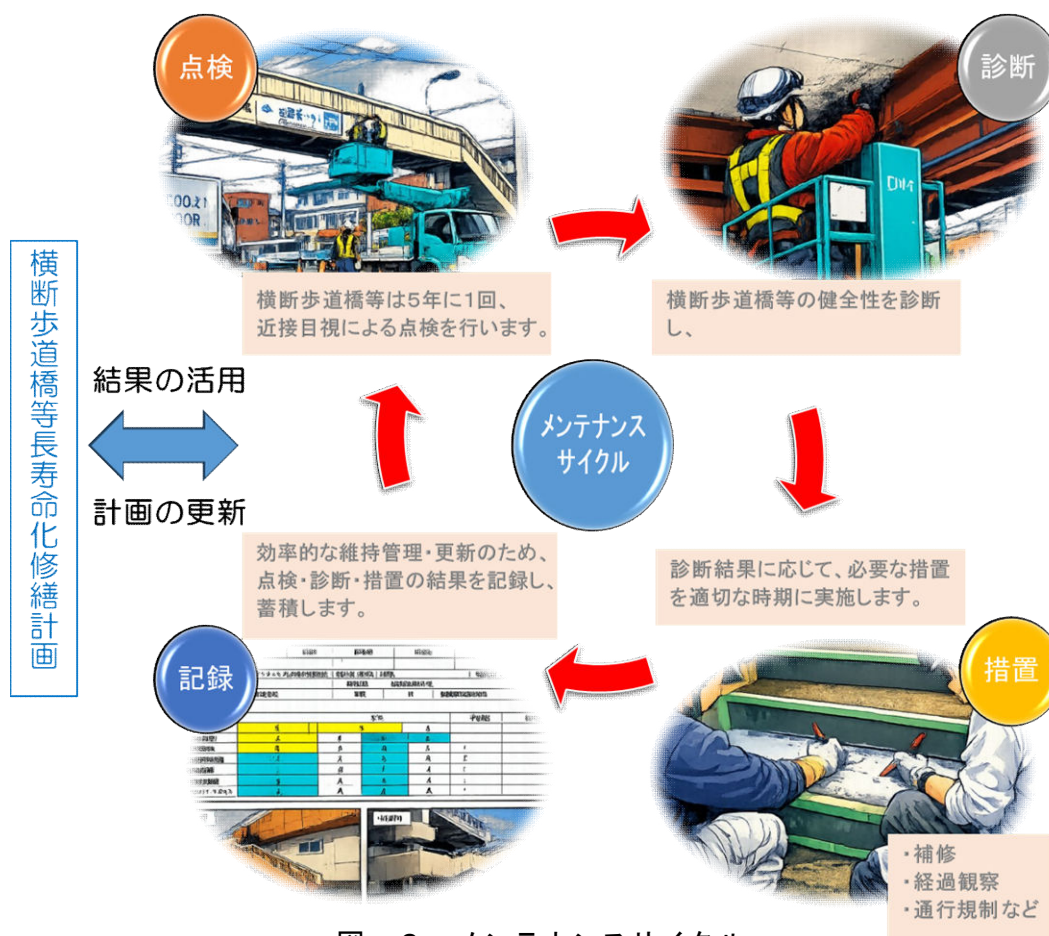 点検
診断
横断歩道橋等は5年に1回、
近接目視による点検を行います。
横断歩道橋等の健全性を診断
し、
横断歩道橋等長寿命化修繕計画
結果の活用
計画の更新
メンテナンス
サイクル
効率的な維持管理・更新のため、
点検・診断・措置の結果を記録し、
蓄積します。
診断結果に応じて、必要な措置
を適切な時期に実施します。
記録
措置
・補修
・経過観察
・通行規制など